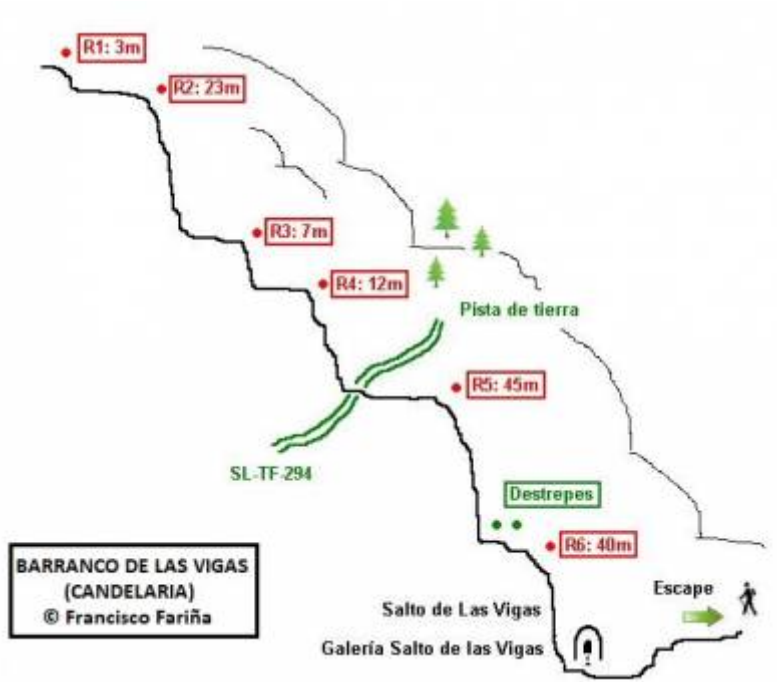 R1: 3m
R2: 23m
R3: 7m
R4: 12m
Pista de tierra
R5: 45m
SL-TF-294
Destrepes
R6: 40m
BARRANCO DE LAS VIGAS
(CANDELARIA)
© Francisco Fariña
Escape
Salto de Las Vigas
Galería Salto de las Vigas